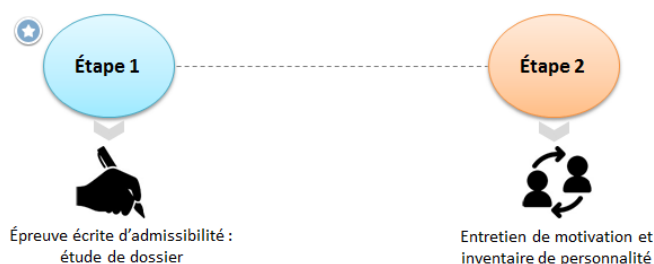 Étape 1
Étape 2
Épreuve écrite d'admissibilité :
étude de dossier
Entretien de motivation et
inventaire de personnalité